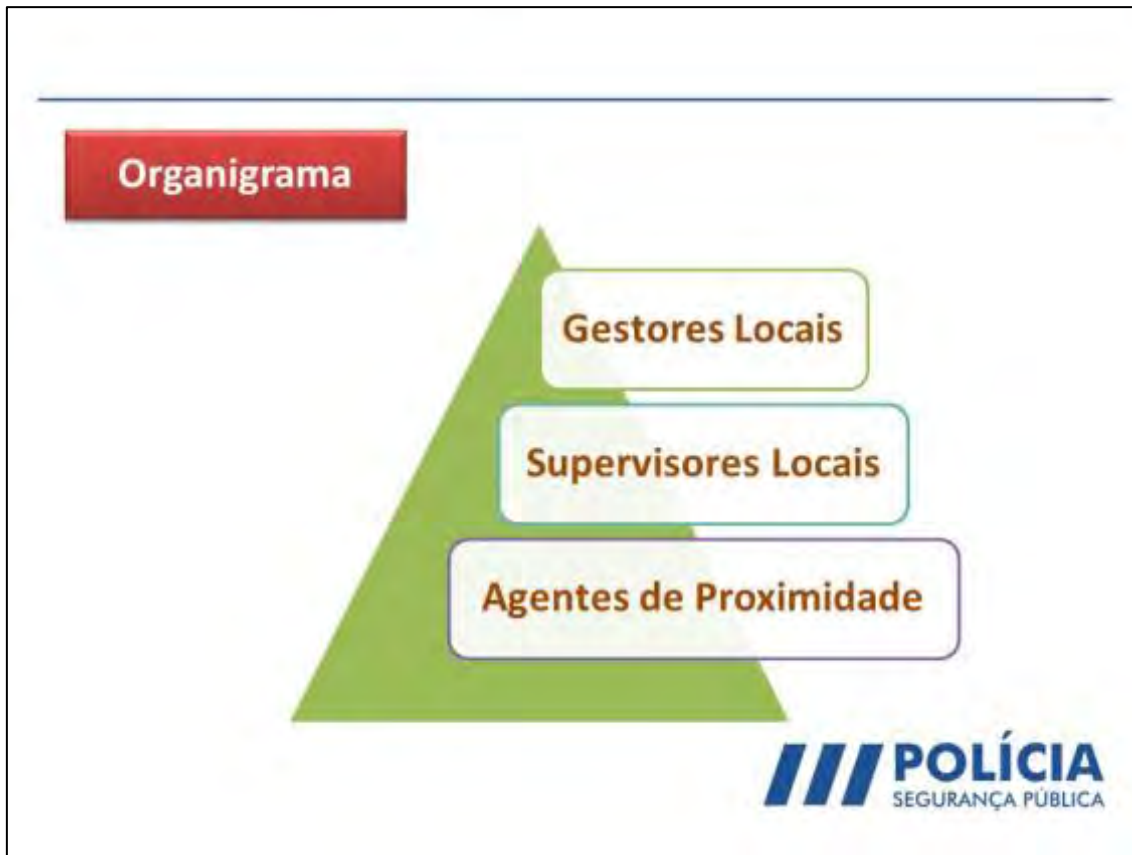 Organigrama
Gestores Locais
Supervisores Locais
Agentes de Proximidade
POLÍCIA
SEGURANÇA PÚBLICA